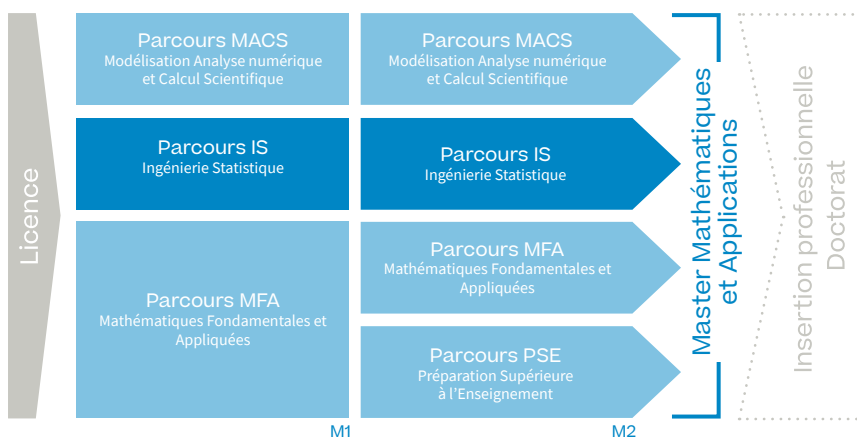 Licence
Parcours MACS
Modélisation Analyse numérique
et Calcul Scientifique
Parcours MACS
Modélisation Analyse numérique
et Calcul Scientifique
Parcours IS
Ingénierie Statistique
Parcours IS
Ingénierie Statistique
Parcours MFA
Mathématiques Fondamentales et
Appliquées
Parcours MFA
Mathématiques Fondamentales et
Appliquées
Parcours PSE
Préparation Supérieure
à l'Enseignement
M1
M2
Master Mathématiques
et Applications
Insertion professionnelle
Doctorat